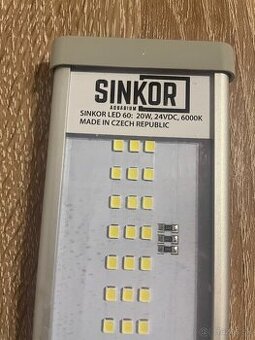 SINKOR
AQUARIUM
SINKOR LED 60: 20W, 24VDC, 6000K
MADE IN CZECH REPUBLIC